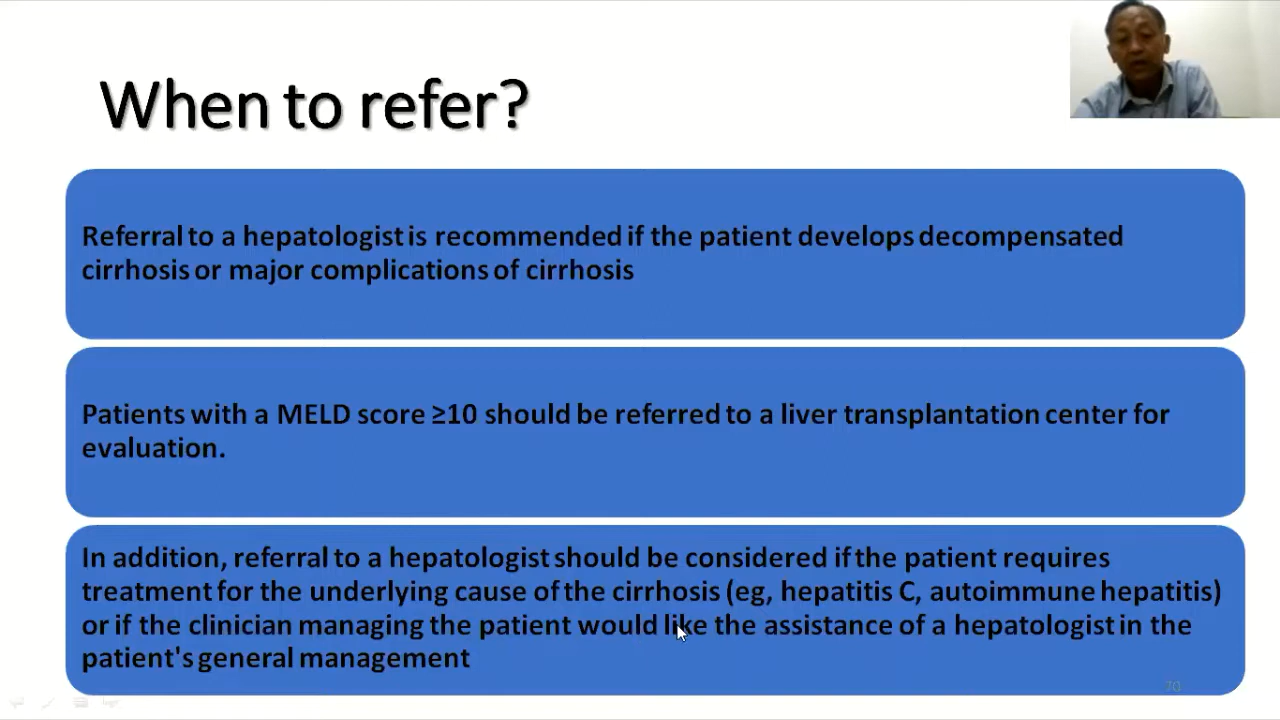 When to refer?
Referral to a hepatologist is recommended if the patient develops decompensated
cirrhosis or major complications of cirrhosis
Patients with a MELD score ≥10 should be referred to a liver transplantation center for
evaluation.
In addition, referral to a hepatologist should be considered if the patient requires
treatment for the underlying cause of the cirrhosis (eg, hepatitis C, autoimmune hepatitis)
or if the clinician managing the patient would like the assistance of a hepatologist in the
patient's general management
70